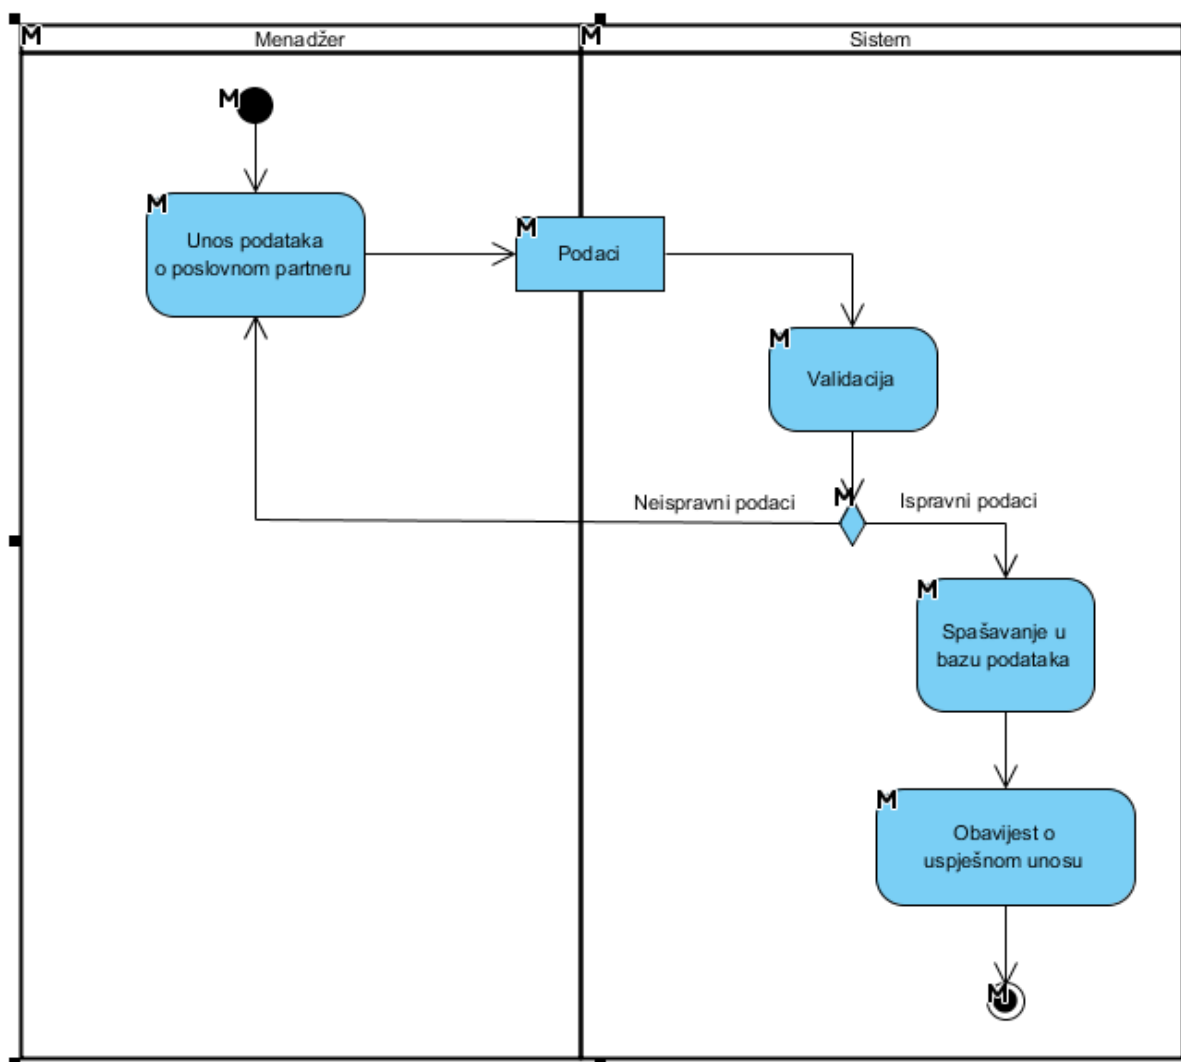 M Menadžer
M Sistem
M
M
Unos podataka
o poslovnom partneru
M
Podaci
M
Validacija
Neispravni podaci
M
Ispravni podaci
M
Spašavanje u
bazu podataka
M
Obavijest o
uspješnom unosu
M